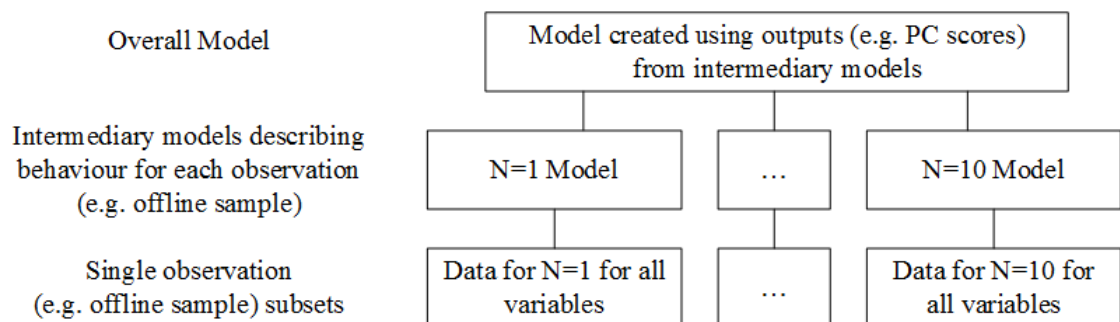 Overall Model
Model created using outputs (e.g. PC scores)
from intermediary models
Intermediary models describing
behaviour for each observation
(e.g. offline sample)
N=1 Model
...
N=10 Model
Single observation
(e.g. offline sample) subsets
Data for N=1 for all
variables
...
Data for N=10 for
all variables